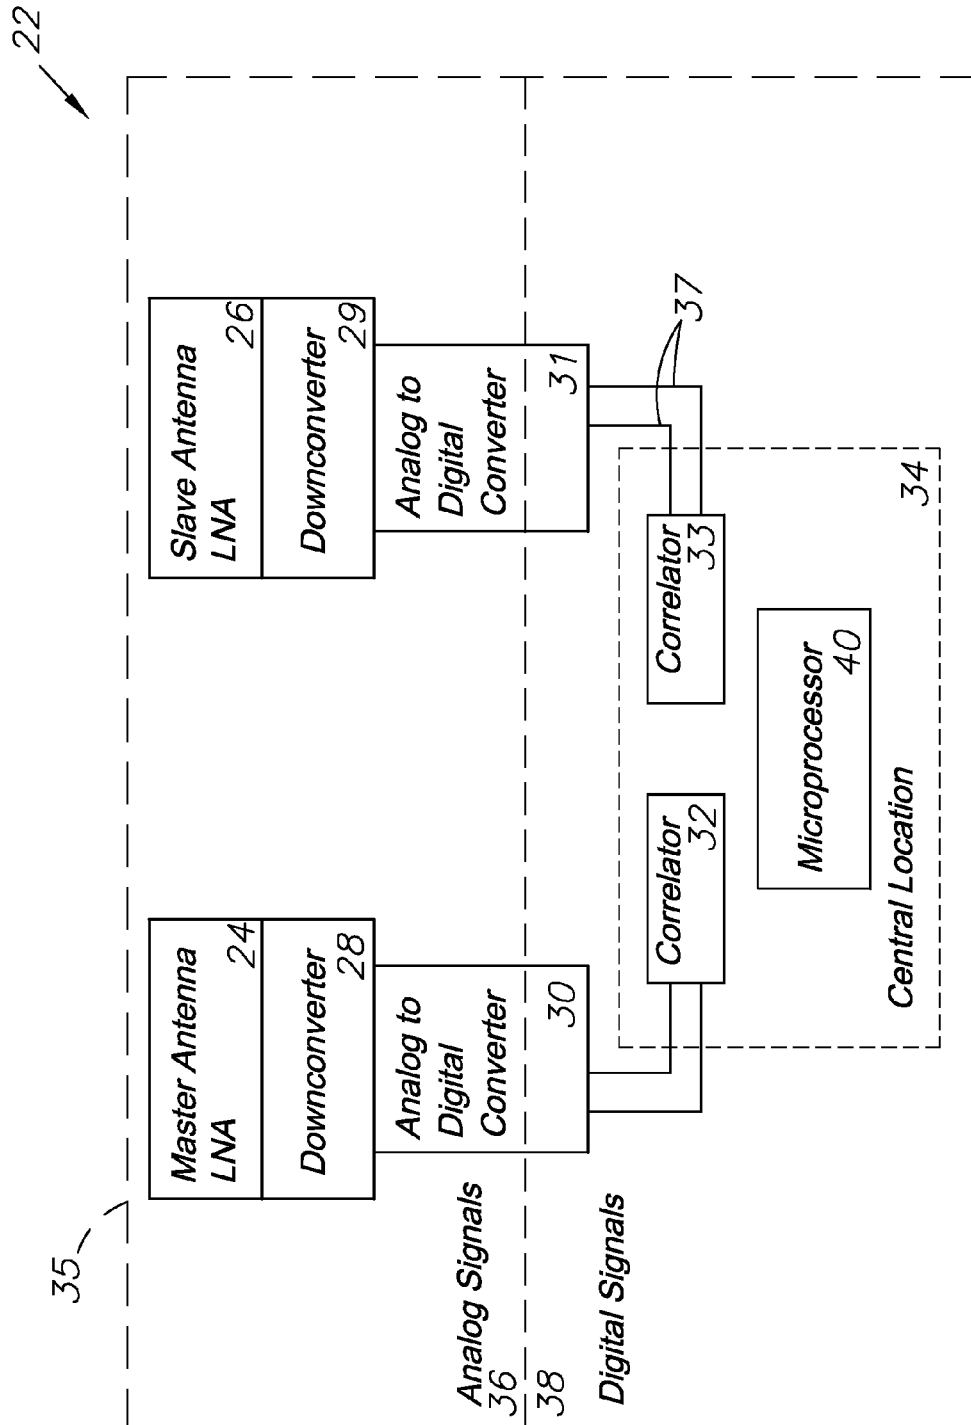 22
35
Master Antenna
LNA
24
Downconverter
28
Analog to
Digital
Converter
30
Slave Antenna
LNA
26
Downconverter
29
Analog to
Digital
Converter
31
Analog Signals
36
38
Digital Signals
37
Correlator
32
Correlator
33
Microprocessor
40
Central Location
34